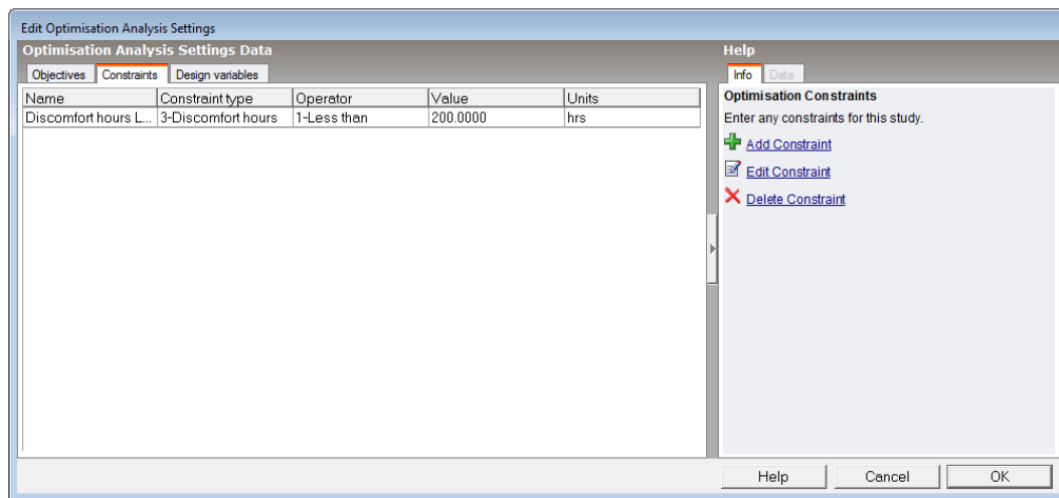 Edit Optimisation Analysis Settings
Optimisation Analysis Settings Data
Objectives Constraints Design variables
Name Constraint type Operator Value Units
Discomfort hours L... 3-Discomfort hours 1-Less than 200.0000 hrs
Help
Info Data
Optimisation Constraints
Enter any constraints for this study.
Add Constraint
Edit Constraint
Delete Constraint
Help Cancel OK